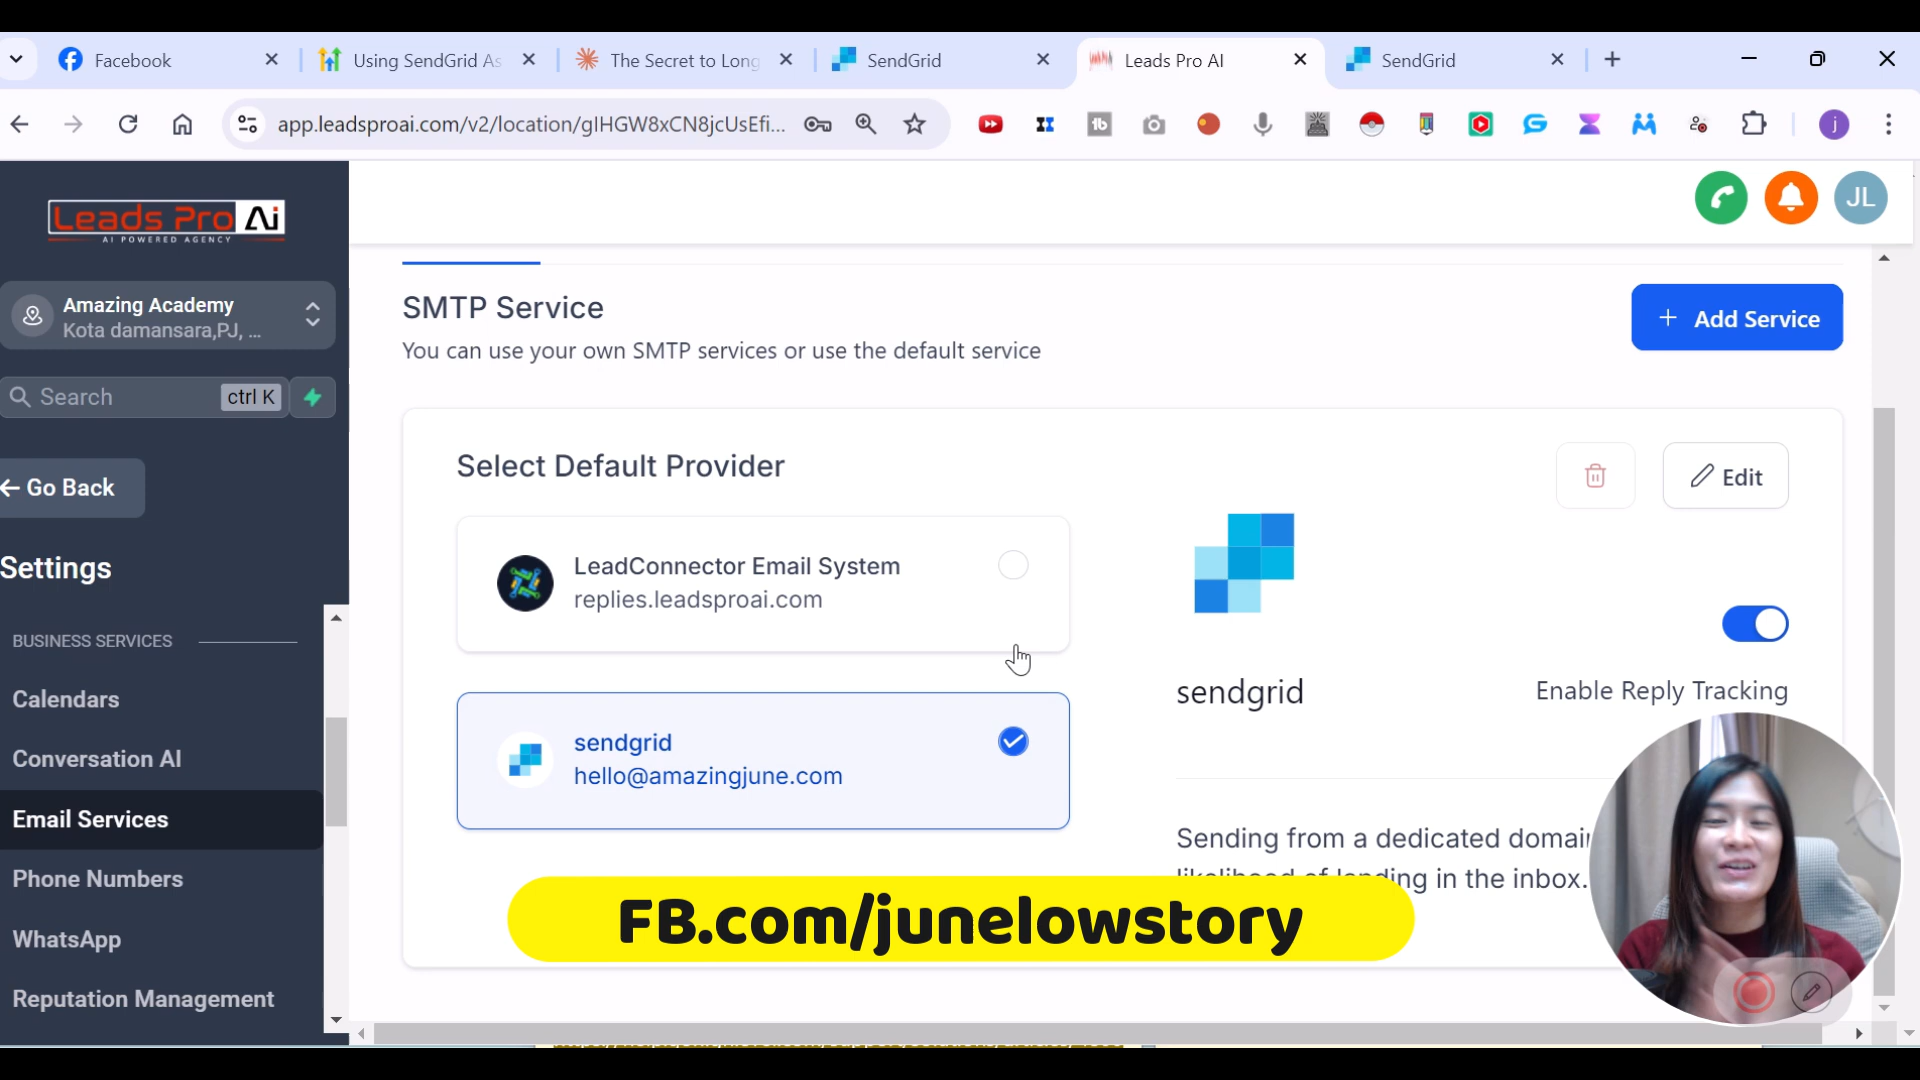 Facebook
Using SendGrid As
The Secret to Long
SendGrid
Leads Pro AI
SendGrid
app.leadsproai.com/v2/location/gIHGW8xCN8jcUsEfi...
j
Leads Pro Ai
AI POWERED AGENCY
JL
Amazing Academy
Kota damansara,PJ, ...
Search
ctrl K
Go Back
Settings
BUSINESS SERVICES
Calendars
Conversation AI
Email Services
Phone Numbers
WhatsApp
Reputation Management
SMTP Service
You can use your own SMTP services or use the default service
+ Add Service
Select Default Provider
Edit
LeadConnector Email System
replies.leadsproai.com
sendgrid
hello@amazingjune.com
sendgrid
Enable Reply Tracking
Sending from a dedicated domain
likelihood of landing in the inbox.
FB.com/junelowstory